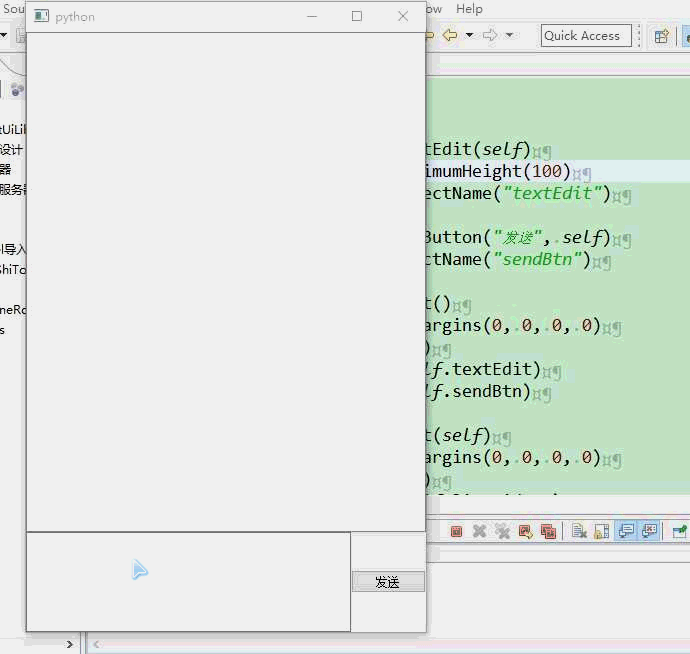 Sou
python
ow Help
Quick Access
tUiLib
设计
器
服务器
导入
ShiTo
neRo
s
tEdit(self)¤¶
imumHeight(100)¤¶
ectName("textEdit")¤¶
Button("发送",.self)¤¶
ctName("sendBtn")¤¶
t()¤¶
argins(0,.0,.0,.0)¤¶
)¤¶
lf.textEdit)¤¶
lf.sendBtn)¤¶
t(self)¤¶
argins(0,.0,.0,.0)¤¶
)¤¶
发送